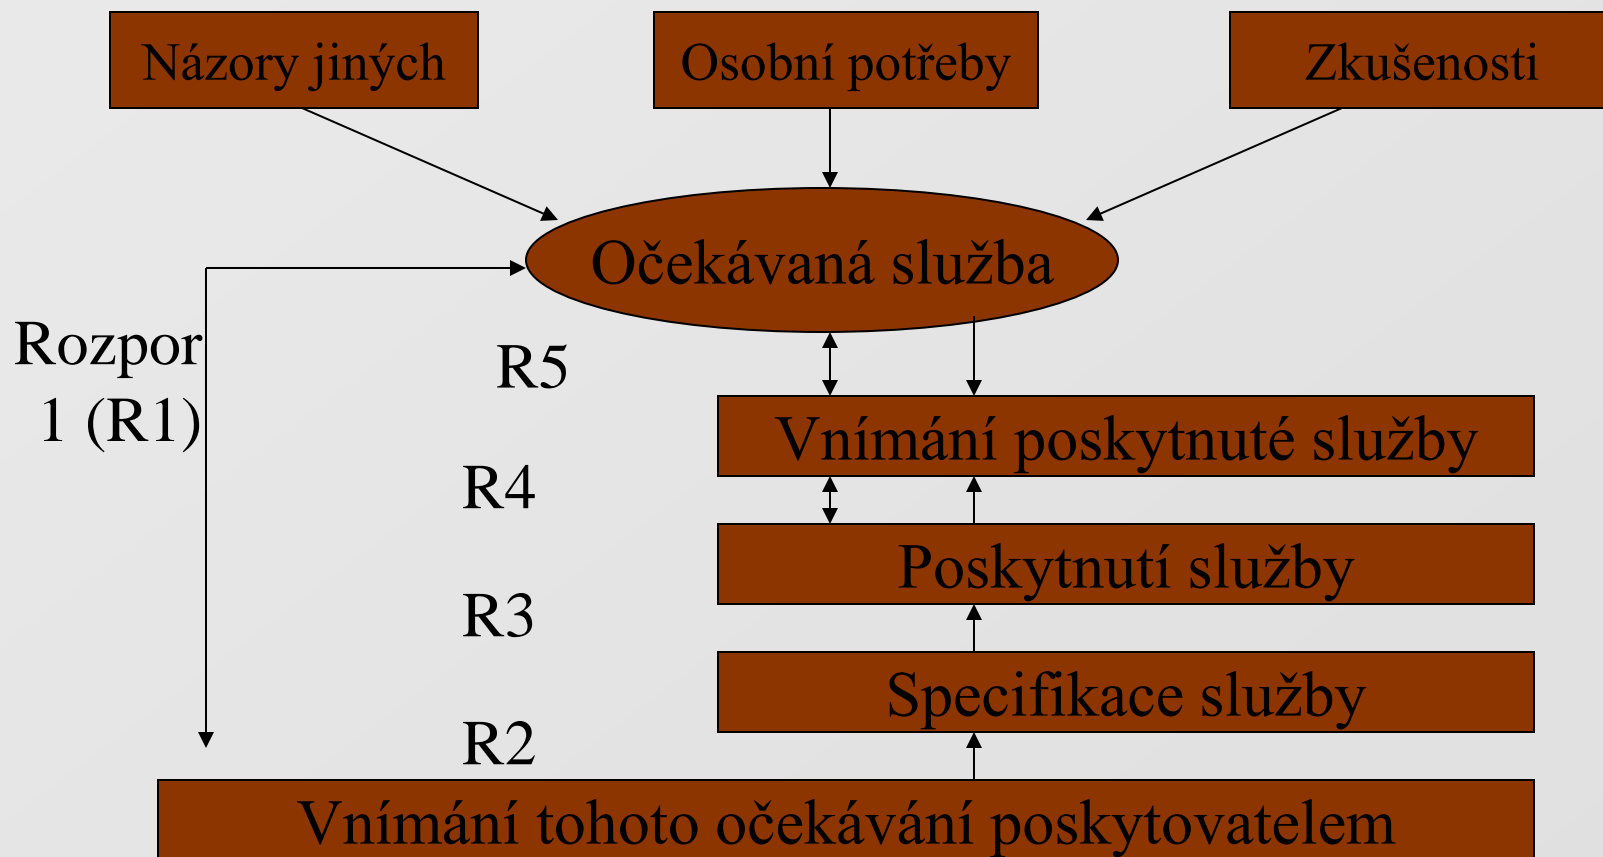 Názory jiných
Osobní potřeby
Zkušenosti
Očekávaná služba
Rozpor
1 (R1)
R5
Vnímání poskytnuté služby
R4
Poskytnutí služby
R3
Specifikace služby
R2
Vnímání tohoto očekávání poskytovatelem